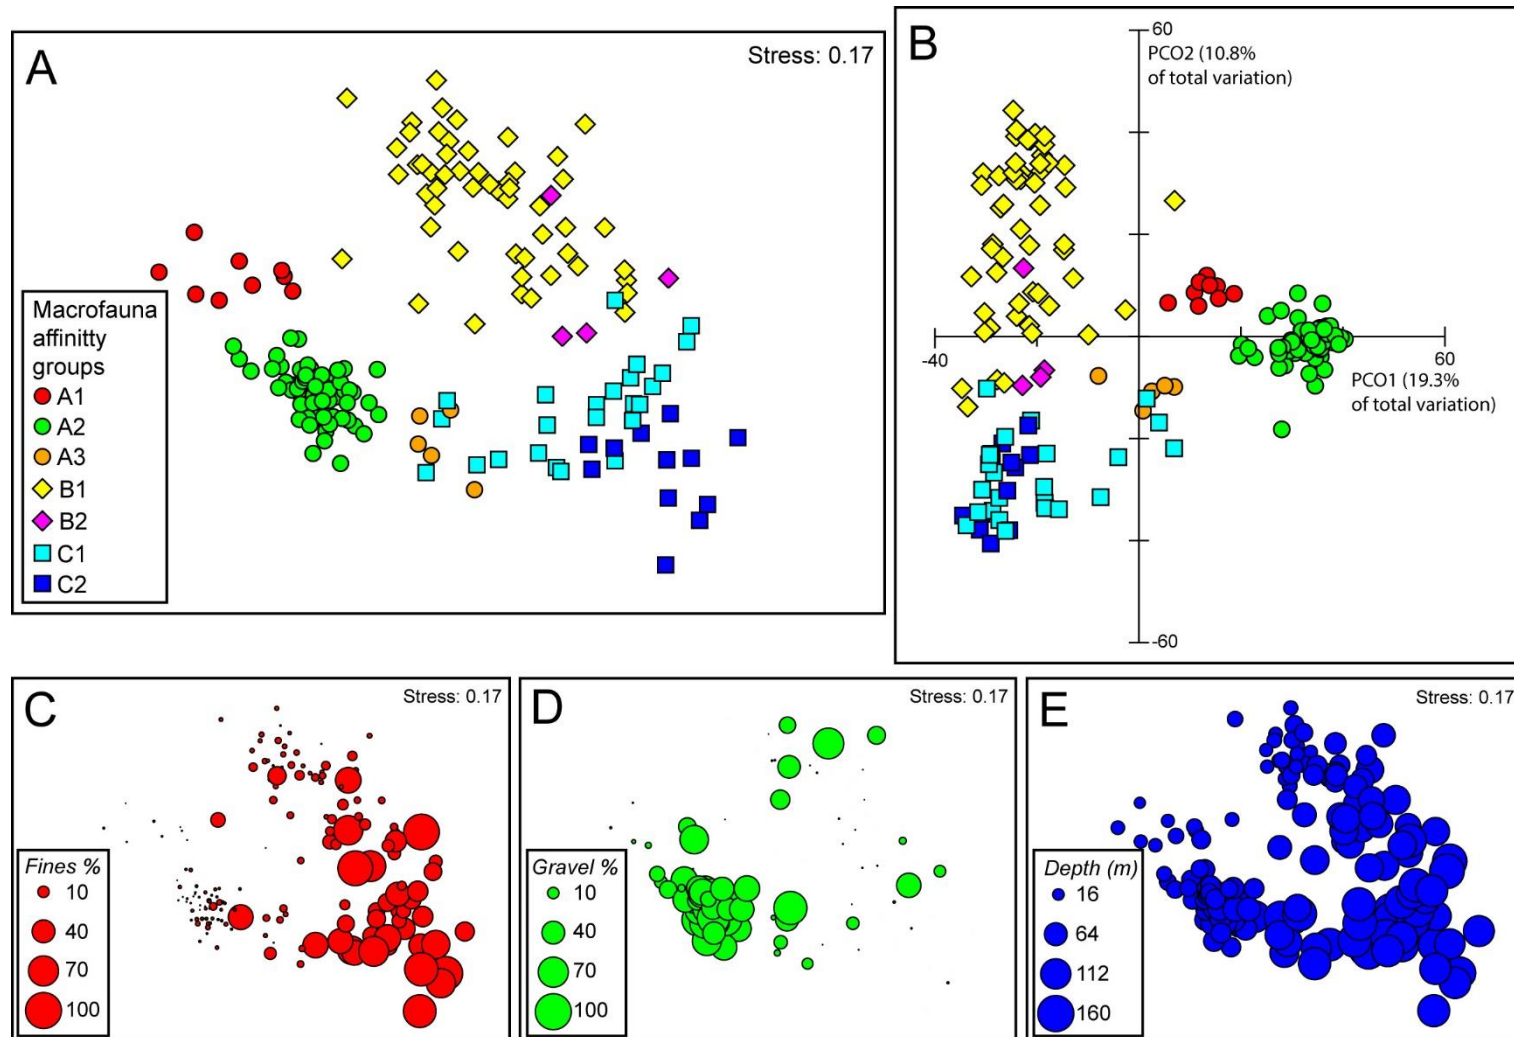 A
Stress: 0.17
Macrofauna
affinitty
groups
A1
A2
A3
B1
B2
C1
C2
B
60
PCO2 (10.8%
of total variation)
-40
60
PCO1 (19.3%
of total variation)
-60
C
Stress: 0.17
Fines %
10
40
70
100
D
Stress: 0.17
Gravel %
10
40
70
100
E
Stress: 0.17
Depth (m)
16
64
112
160